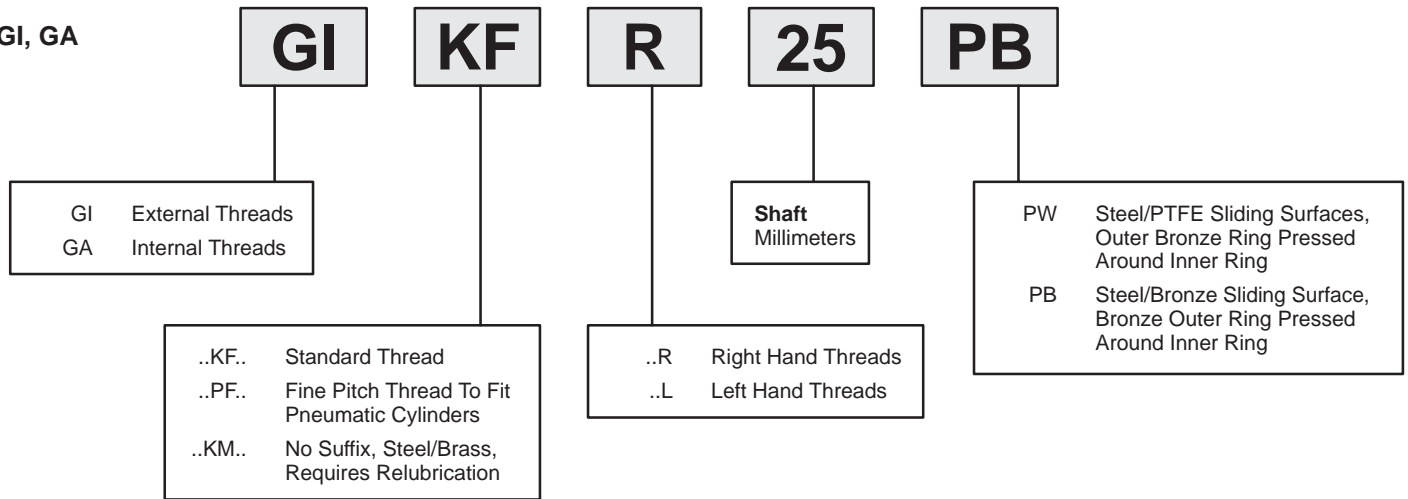 GI, GA
GI KF R 25 PB
GI External Threads
GA Internal Threads
..KF.. Standard Thread
..PF.. Fine Pitch Thread To Fit
Pneumatic Cylinders
..KM.. No Suffix, Steel/Brass,
Requires Relubrication
..R Right Hand Threads
..L Left Hand Threads
Shaft
Millimeters
PW Steel/PTFE Sliding Surfaces,
Outer Bronze Ring Pressed
Around Inner Ring
PB Steel/Bronze Sliding Surface,
Bronze Outer Ring Pressed
Around Inner Ring